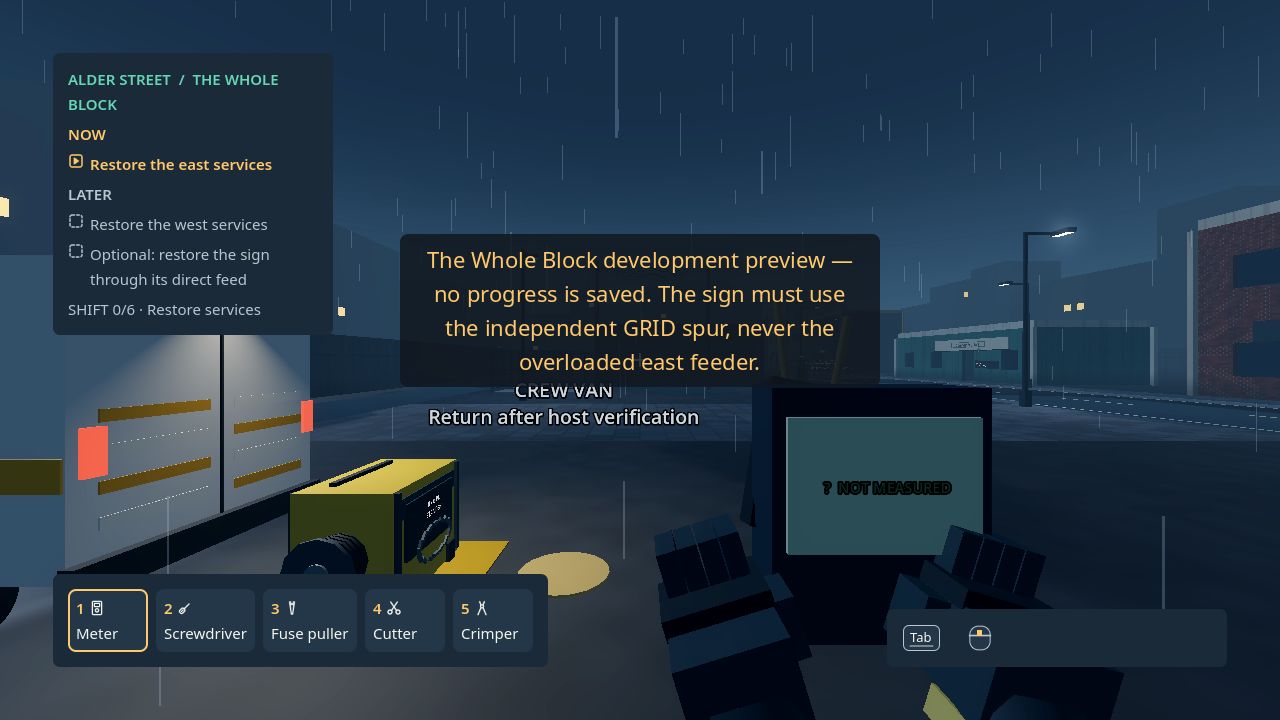 ALDER STREET / THE WHOLE
BLOCK
NOW
Restore the east services
LATER
Restore the west services
Optional: restore the sign
through its direct feed
SHIFT 0/6 · Restore services
The Whole Block development preview —
no progress is saved. The sign must use
the independent GRID spur, never the
overloaded east feeder.
CREW VAN
Return after host verification
? NOT MEASURED
1
Meter
2
Screwdriver
3
Fuse puller
4
Cutter
5
Crimper
Tab